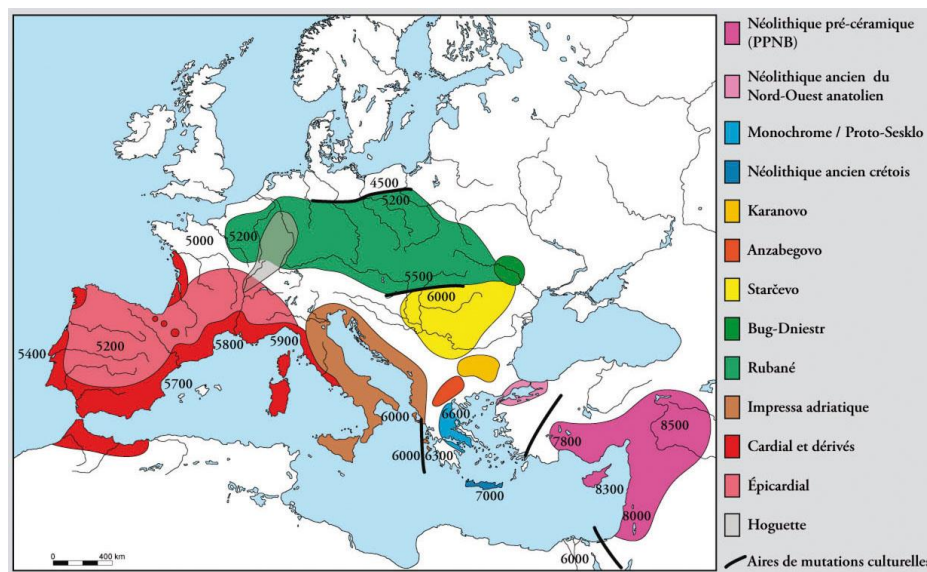 Néolithique pré-céramique
(PPNB)
Néolithique ancien du
Nord-Ouest anatolien
Monochrome / Proto-Sesklo
Néolithique ancien crétois
Karanovo
Anzabegovo
Starčevo
Bug-Dniestr
Rubané
Impressa adriatique
Cardial et dérivés
Épicardial
Hoguette
Aires de mutations culturelles
4500
5200
5000
5200
5500
6000
5400
5200
5800
5900
5700
6000
6600
6000
6300
7000
7800
8500
8300
8000
6000
0
400 km